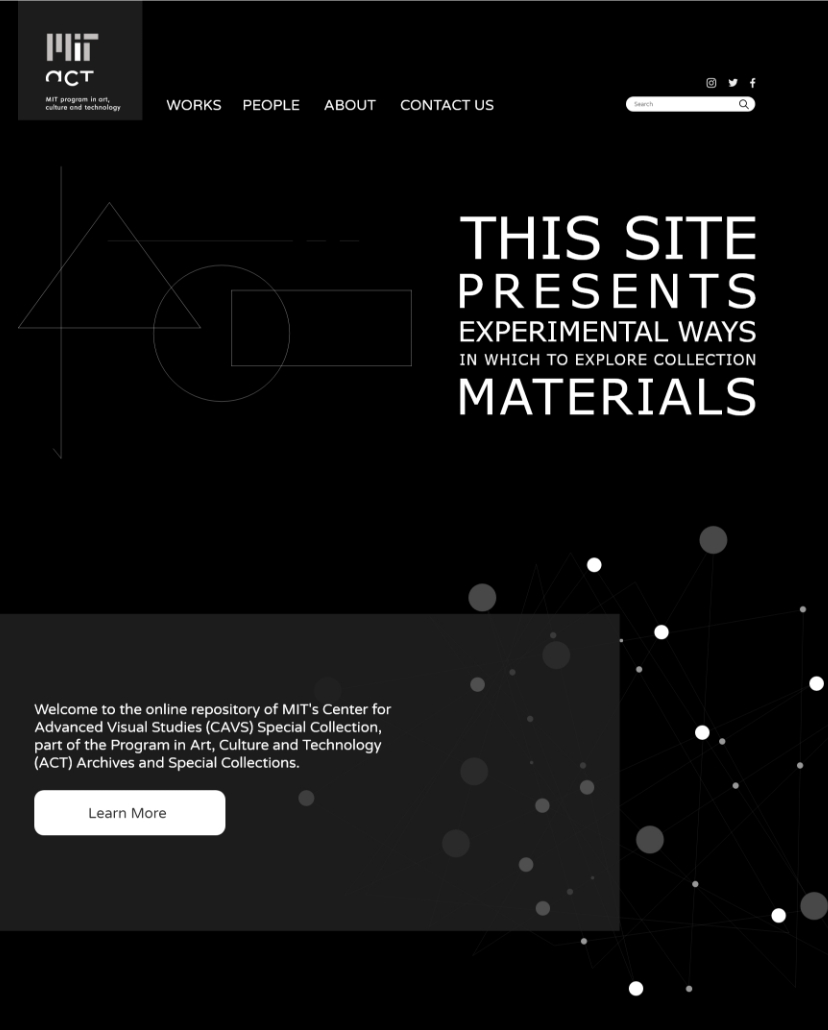 MIT
ACT
MIT program in art,
culture and technology
WORKS PEOPLE ABOUT CONTACT US
Search
THIS SITE
PRESENTS
EXPERIMENTAL WAYS
IN WHICH TO EXPLORE COLLECTION
MATERIALS
Welcome to the online repository of MIT's Center for
Advanced Visual Studies (CAVS) Special Collection,
part of the Program in Art, Culture and Technology
(ACT) Archives and Special Collections.
Learn More